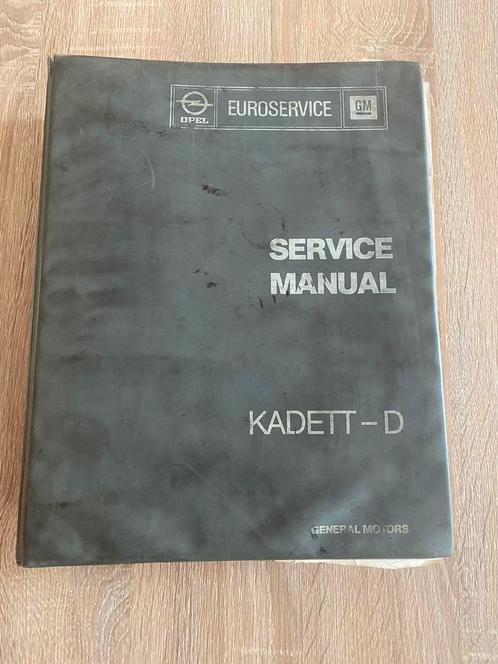 OPEL
EUROSERVICE
GM
SERVICE
MANUAL
KADETT-D
GENERAL MOTORS